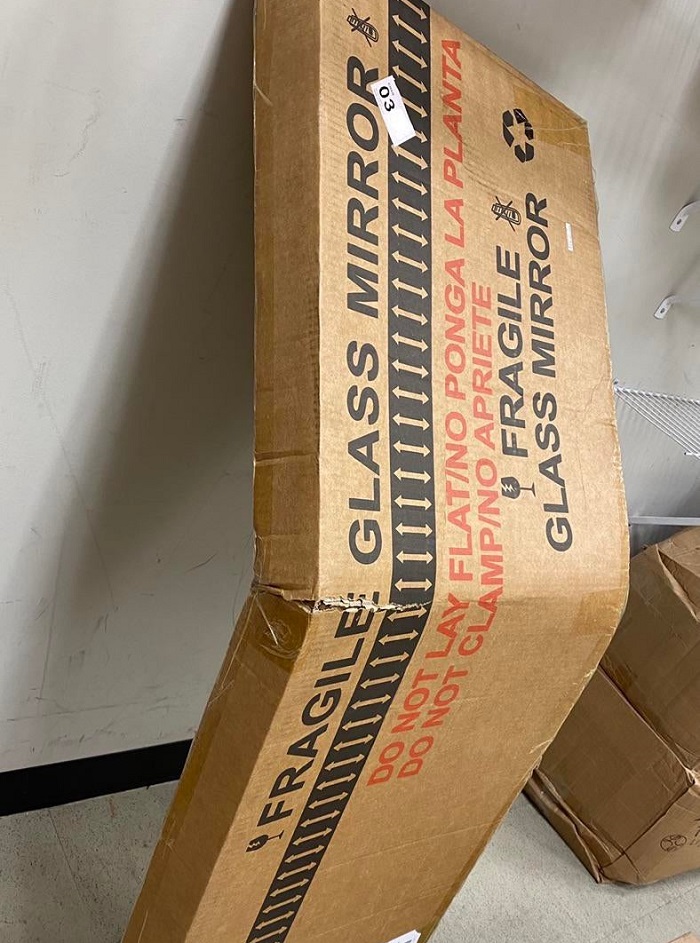 FRAGILE GLASS MIRROR
03
DO NOT LAY FLAT/NO PONGA LA PLANTA
DO NOT CLAMP/NO APRIETE
FRAGILE
GLASS MIRROR